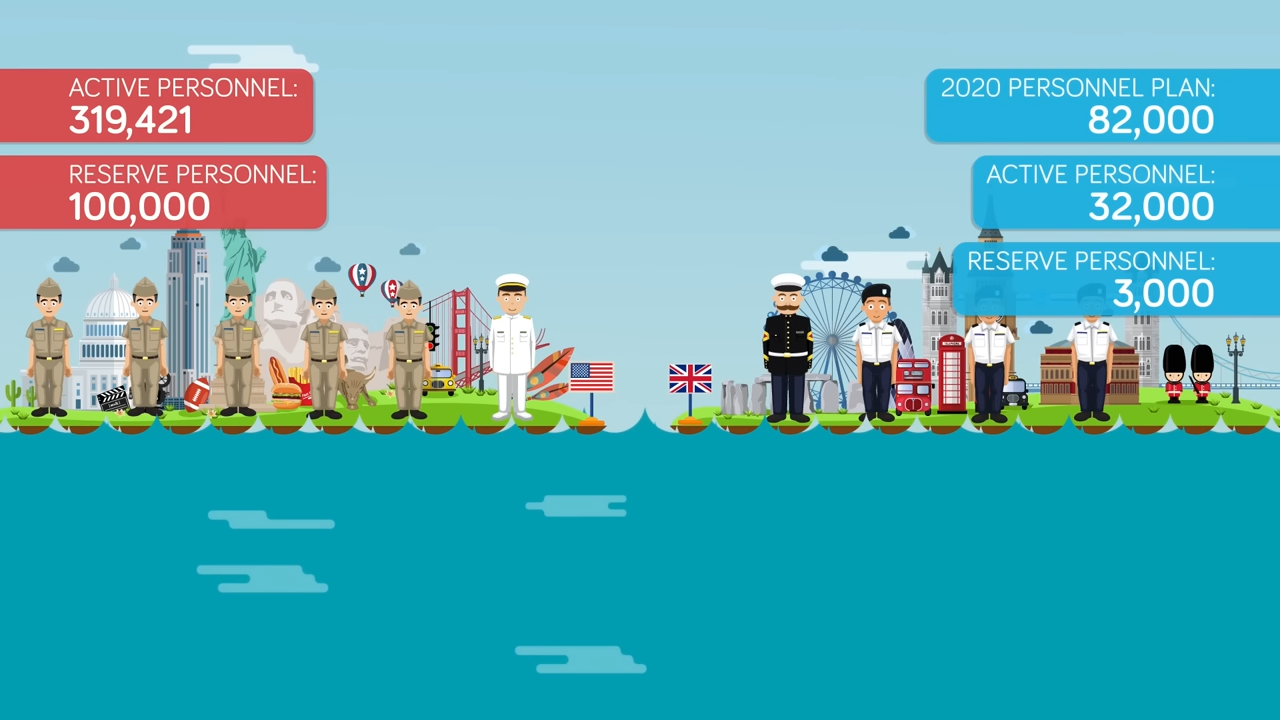 ACTIVE PERSONNEL:
319,421
RESERVE PERSONNEL:
100,000
2020 PERSONNEL PLAN:
82,000
ACTIVE PERSONNEL:
32,000
RESERVE PERSONNEL:
3,000